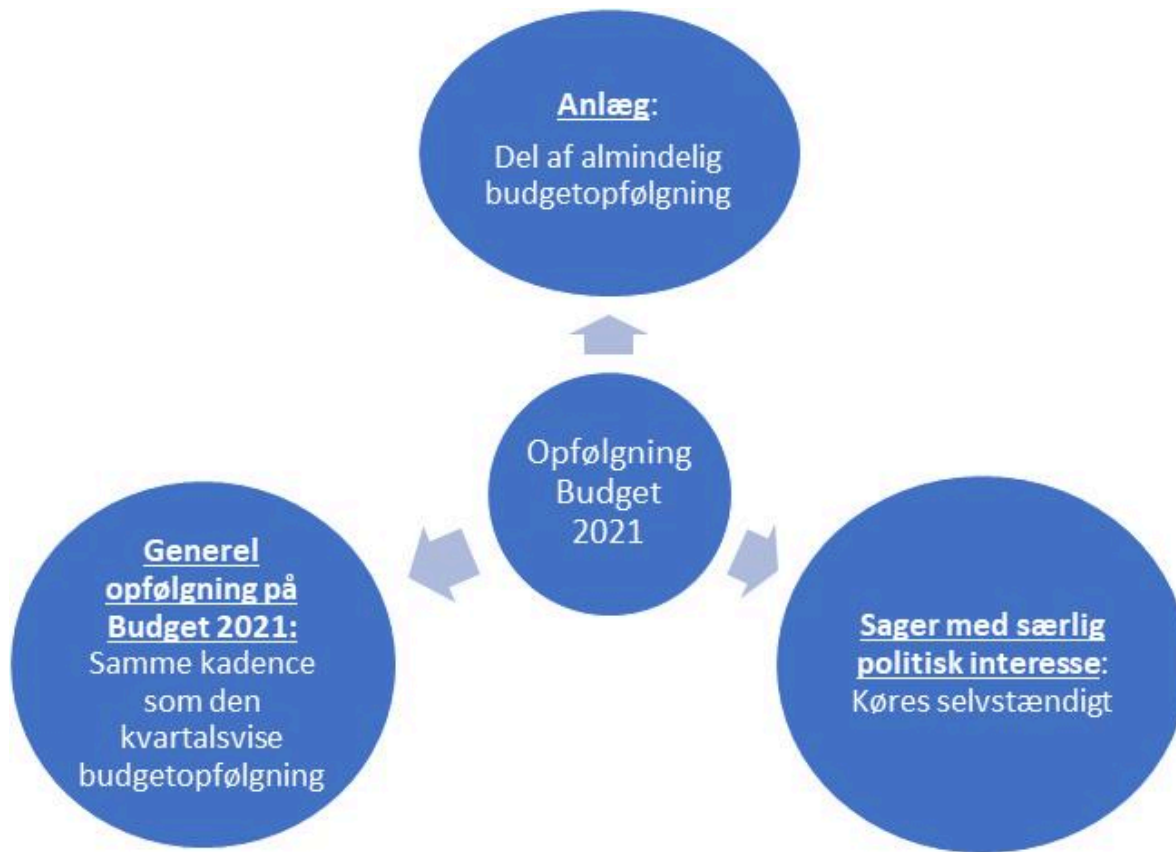 Anlæg:
Del af almindelig
budgetopfølgning
Opfølgning
Budget
2021
Generel
opfølgning på
Budget 2021:
Samme kadence
som den
kvartalsvise
budgetopfølgning
Sager med særlig
politisk interesse:
Køres selvstændigt